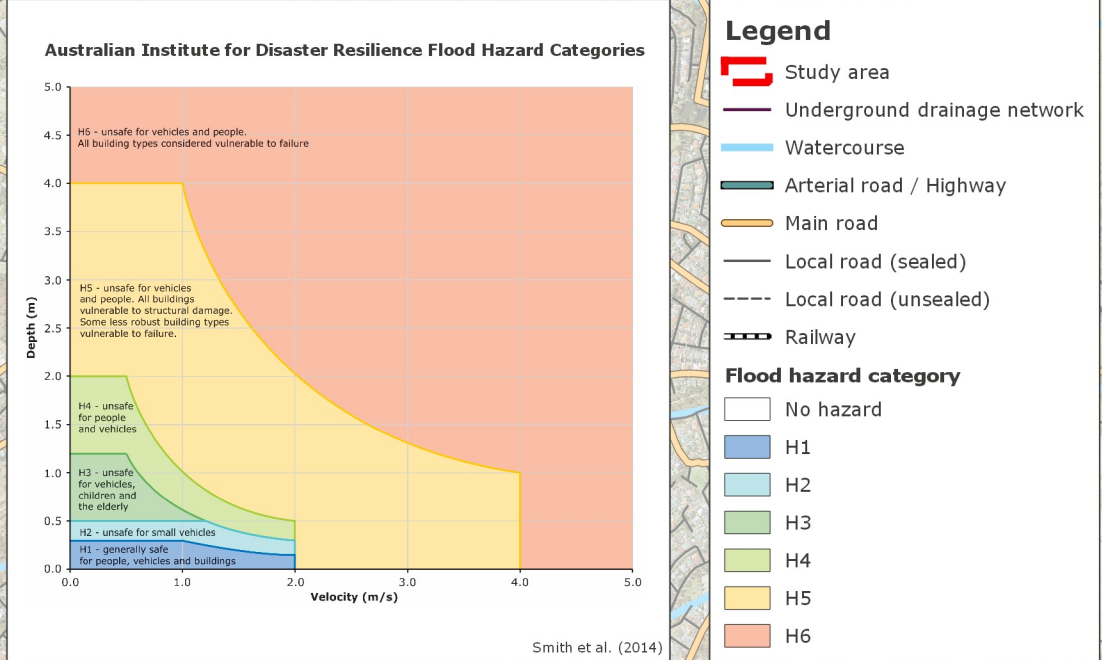 Australian Institute for Disaster Resilience Flood Hazard Categories
5.0
4.5
4.0
3.5
3.0
2.5
2.0
1.5
1.0
0.5
0.0
Depth (m)
H6 - unsafe for vehicles and people.
All building types considered vulnerable to failure
H5 - unsafe for vehicles
and people. All buildings
vulnerable to structural damage.
Some less robust building types
vulnerable to failure.
H4 - unsafe
for people
and vehicles
H3 - unsafe
for vehicles,
children and
the elderly
H2 - unsafe for small vehicles
H1 - generally safe
for people, vehicles and buildings
0.0 1.0 2.0 3.0 4.0 5.0
Velocity (m/s)
Smith et al. (2014)
Legend
Study area
Underground drainage network
Watercourse
Arterial road / Highway
Main road
Local road (sealed)
Local road (unsealed)
Railway
Flood hazard category
No hazard
H1
H2
H3
H4
H5
H6